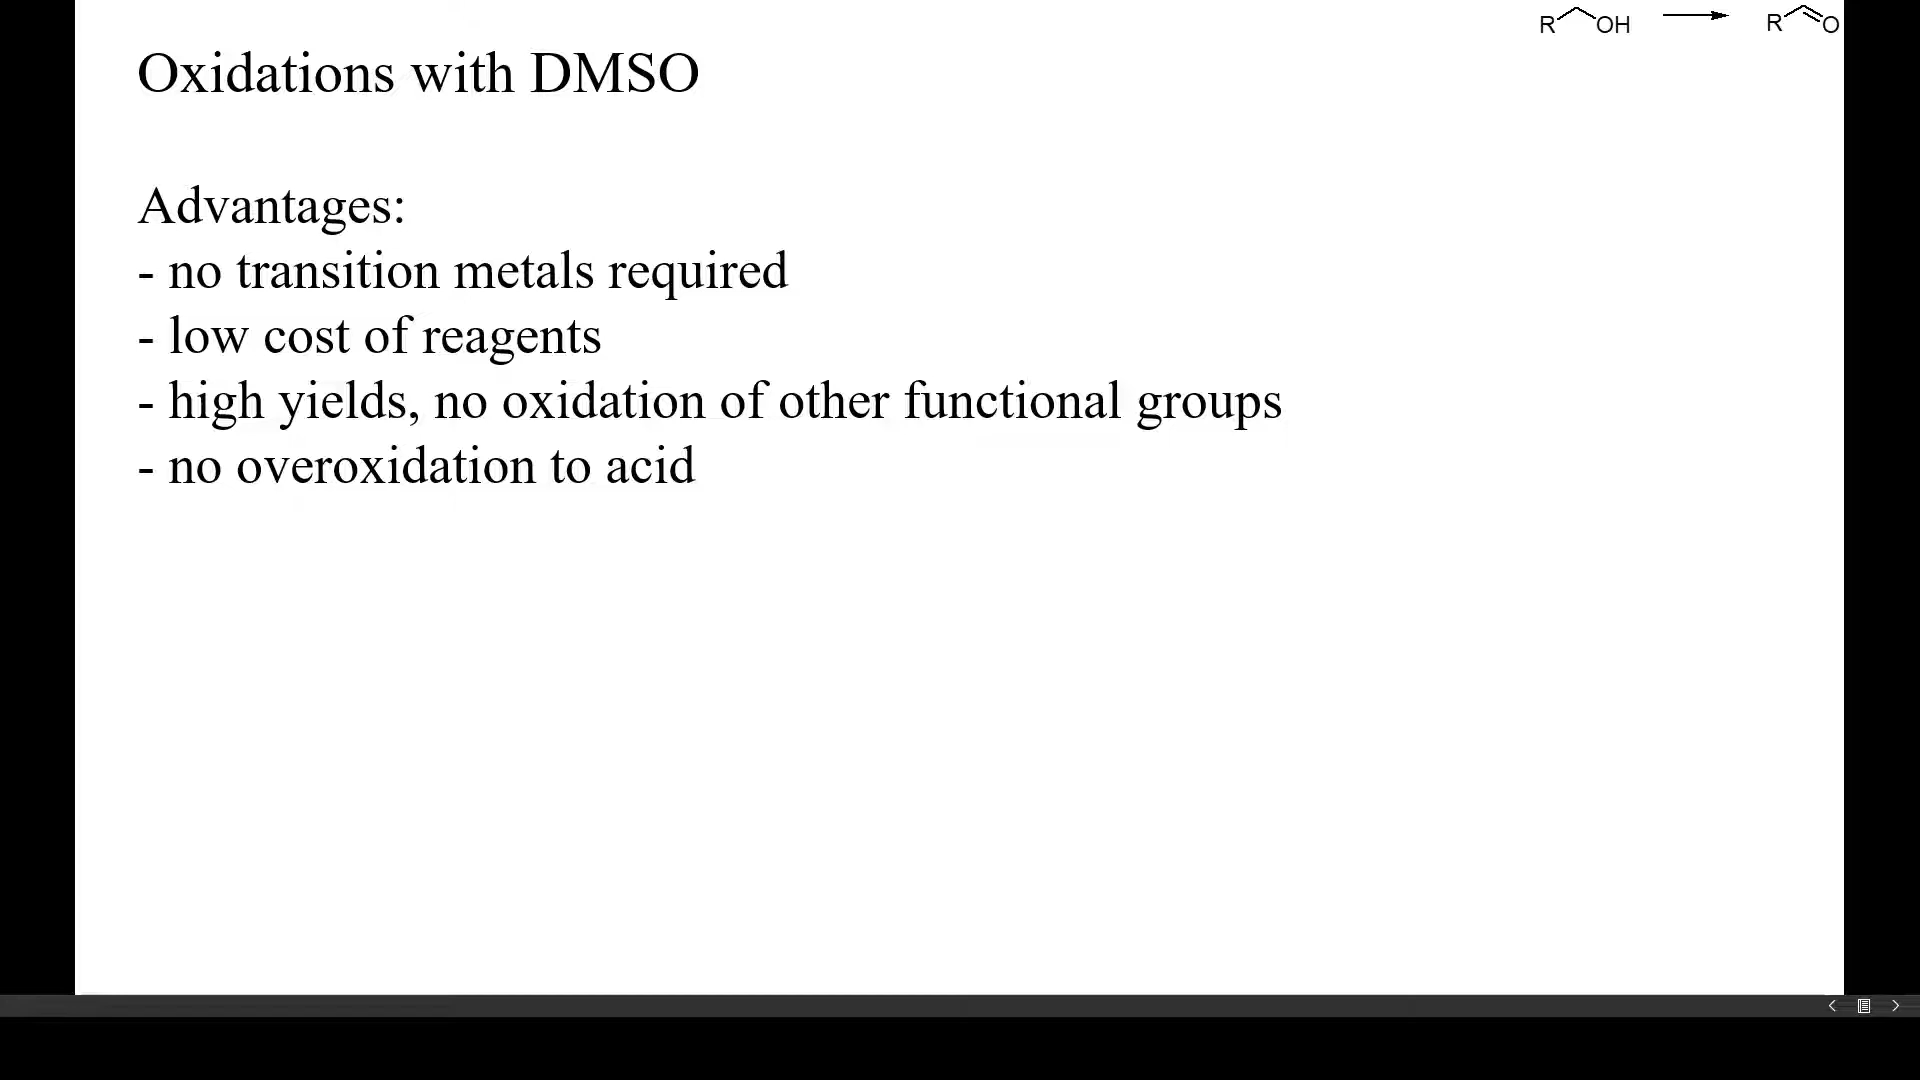 R OH R O
Oxidations with DMSO
Advantages:
- no transition metals required
- low cost of reagents
- high yields, no oxidation of other functional groups
- no overoxidation to acid